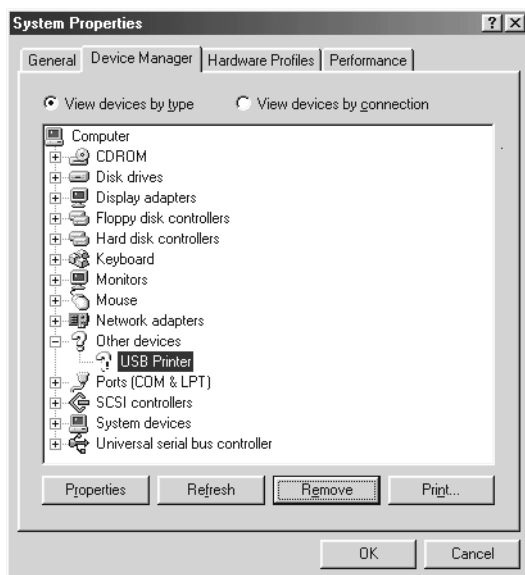 System Properties
General Device Manager Hardware Profiles Performance
View devices by type View devices by connection
Computer
CDROM
Disk drives
Display adapters
Floppy disk controllers
Hard disk controllers
Keyboard
Monitors
Mouse
Network adapters
Other devices
USB Printer
Ports (COM & LPT)
SCSI controllers
System devices
Universal serial bus controller
Properties Refresh Remove Print...
OK Cancel